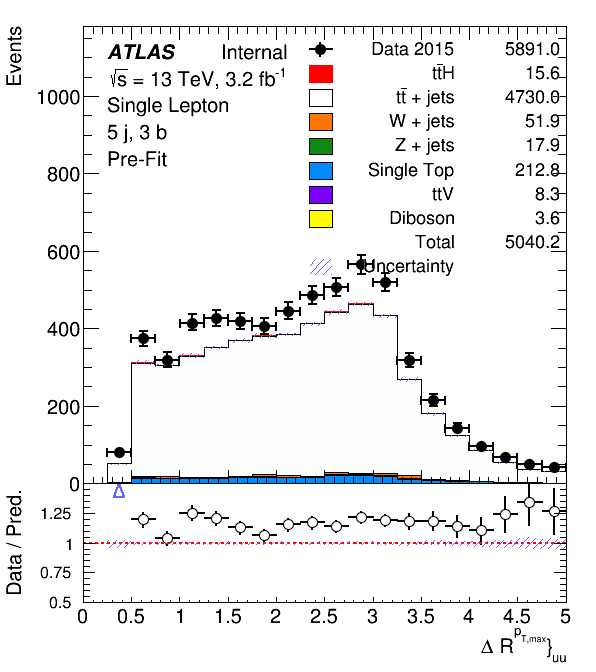 Events
ATLAS Internal
√s = 13 TeV, 3.2 fb⁻¹
Single Lepton
5 j, 3 b
Pre-Fit
Data 2015 5891.0
tt̄H 15.6
tt̄ + jets 4730.0
W + jets 51.9
Z + jets 17.9
Single Top 212.8
ttV 8.3
Diboson 3.6
Total 5040.2
Uncertainty
1000
800
600
400
200
0
Data / Pred.
1.25
1
0.75
0.5
0 0.5 1 1.5 2 2.5 3 3.5 4 4.5 5
Δ R^{p_{T,max}}}_{uu}